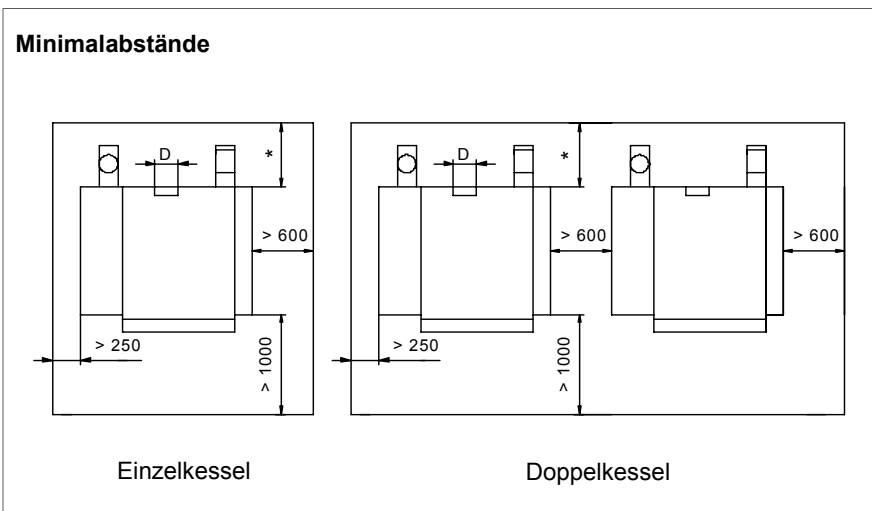 Minimalabstände
D
*
> 600
> 250
> 1000
D
*
> 600
> 600
> 250
> 1000
Einzelkessel
Doppelkessel